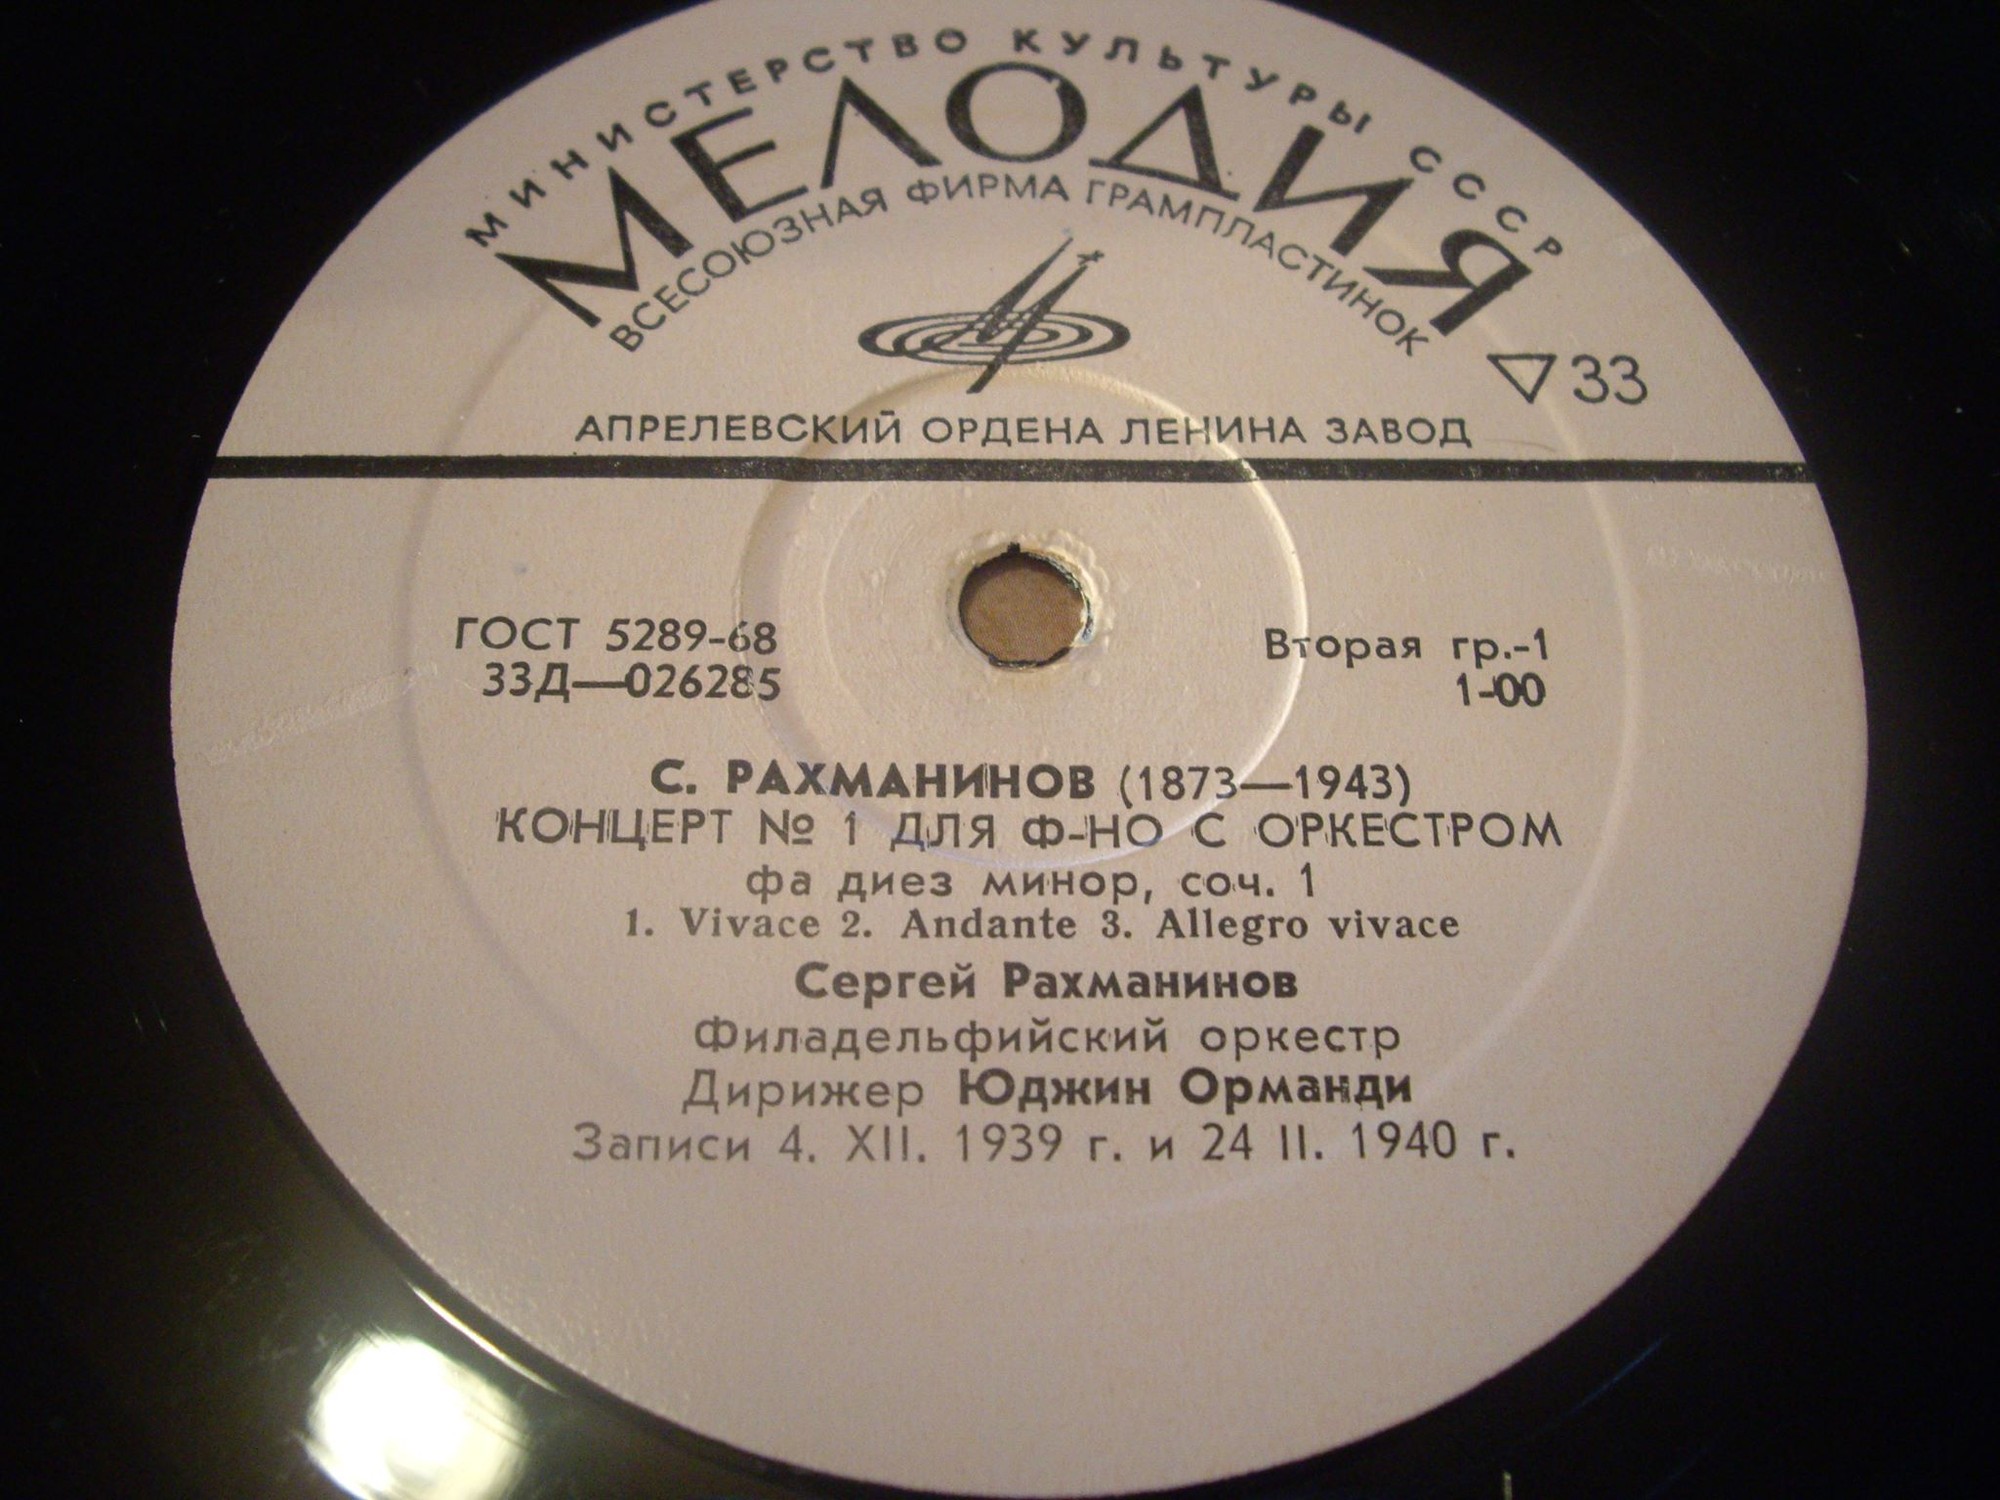 МИНИСТЕРСТВО КУЛЬТУРЫ СССР
МЕЛОДИЯ
ВСЕСОЮЗНАЯ ФИРМА ГРАМПЛАСТИНОК
33
АПРЕЛЕВСКИЙ ОРДЕНА ЛЕНИНА ЗАВОД
ГОСТ 5289-68
33Д—026285
Вторая гр.-1
1-00
С. РАХМАНИНОВ (1873—1943)
КОНЦЕРТ № 1 ДЛЯ Ф-НО С ОРКЕСТРОМ
фа диез минор, соч. 1
1. Vivace 2. Andante 3. Allegro vivace
Сергей Рахманинов
Филадельфийский оркестр
Дирижер Юджин Орманди
Записи 4. XII. 1939 г. и 24 II. 1940 г.